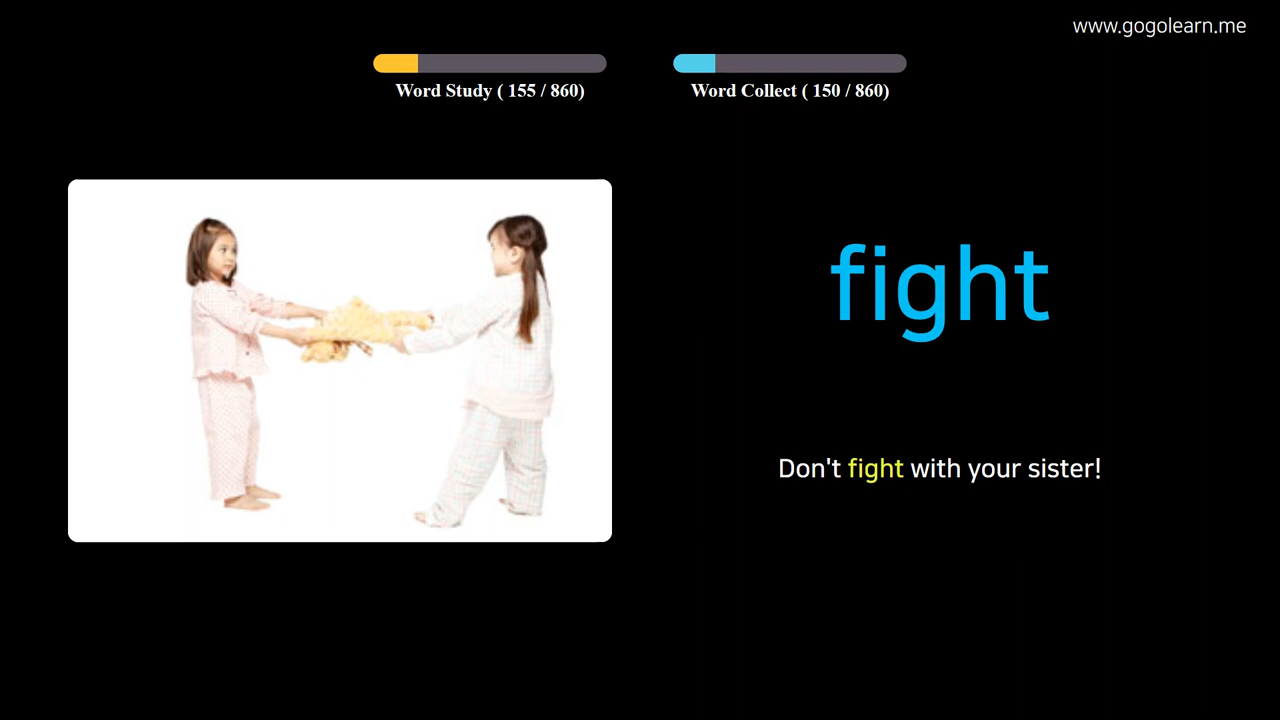 www.gogolearn.me
Word Study ( 155 / 860)
Word Collect ( 150 / 860)
fight
Don't fight with your sister!